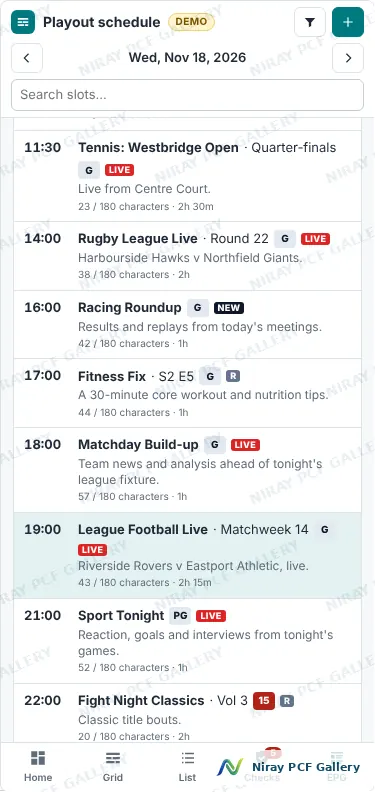 Playout schedule DEMO
Wed, Nov 18, 2026
Search slots...
11:30 Tennis: Westbridge Open · Quarter-finals
G LIVE
Live from Centre Court.
23 / 180 characters · 2h 30m
14:00 Rugby League Live · Round 22 G LIVE
Harbourside Hawks v Northfield Giants.
38 / 180 characters · 2h
16:00 Racing Roundup G NEW
Results and replays from today's meetings.
42 / 180 characters · 1h
17:00 Fitness Fix · S2 E5 G R
A 30-minute core workout and nutrition tips.
44 / 180 characters · 1h
18:00 Matchday Build-up G LIVE
Team news and analysis ahead of tonight's
league fixture.
57 / 180 characters · 1h
19:00 League Football Live · Matchweek 14 G
LIVE
Riverside Rovers v Eastport Athletic, live.
43 / 180 characters · 2h 15m
21:00 Sport Tonight PG LIVE
Reaction, goals and interviews from tonight's
games.
52 / 180 characters · 1h
22:00 Fight Night Classics · Vol 3 15 R
Classic title bouts.
20 / 180 characters · 2h
Home Grid List Checks EPG
Niray PCF Gallery
NIRAY PCF GALLERY